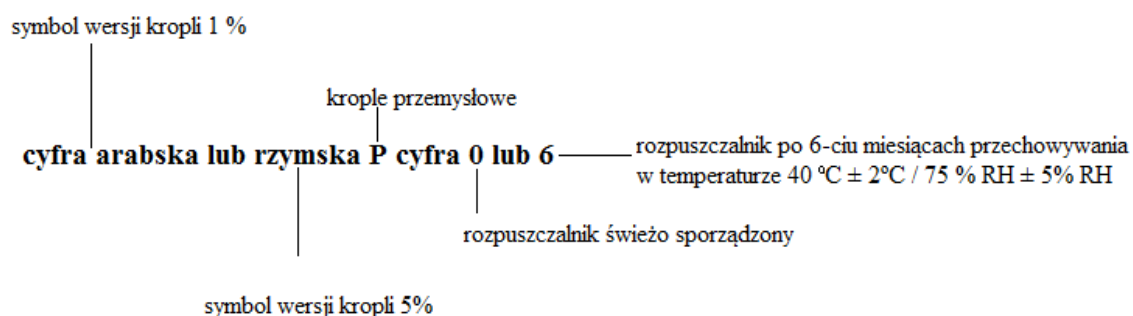 symbol wersji kropli 1 %
krople przemysłowe
cyfra arabska lub rzymska P cyfra 0 lub 6
rozpuszczalnik po 6-ciu miesiącach przechowywania
w temperaturze 40 ºC ± 2ºC / 75 % RH ± 5% RH
rozpuszczalnik świeżo sporządzony
symbol wersji kropli 5%